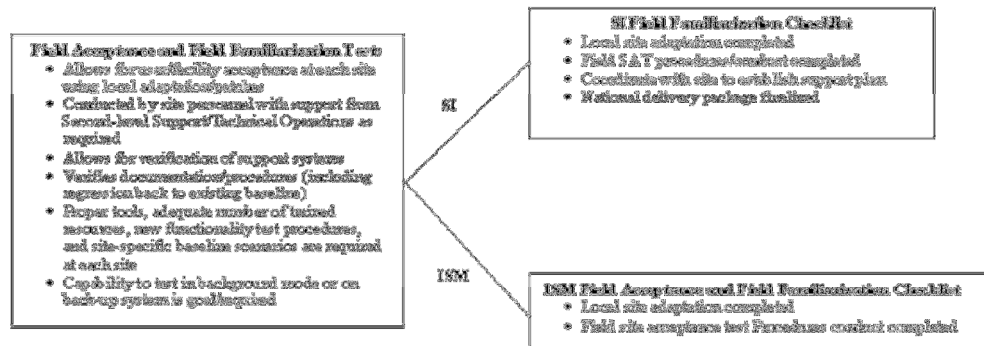 Field Acceptance and Field Familiarization Tests
• Allows for user/facility acceptance at each site
using local adaptation/patches
• Conducted by site personnel with support from
Second-level Support/Technical Operations as
required
• Allows for verification of support systems
• Verifies documentation/procedures (including
regression back to existing baseline)
• Proper tools, adequate number of trained
resources, new functionality test procedures,
and site-specific baseline scenarios are required
at each site
• Capability to test in background mode or on
back-up system is goal/required
SI
ISM
SI Field Familiarization Checklist
• Local site adaptation completed
• Field SAT procedures/conduct completed
• Coordinate with site to establish support plan
• National delivery package finalized
ISM Field Acceptance and Field Familiarization Checklist
• Local site adaptation completed
• Field site acceptance test Procedures conduct completed